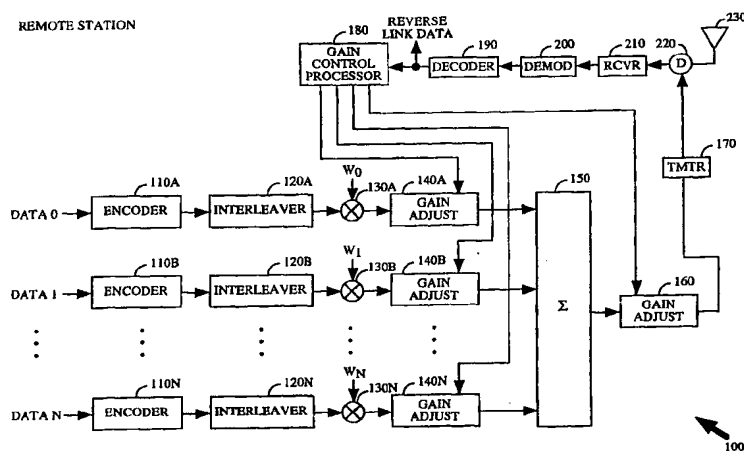 REMOTE STATION
180
REVERSE
LINK DATA
230
GAIN
CONTROL
PROCESSOR
190
DECODER
200
DEMOD
210
RCVR
220
D
170
TMTR
DATA 0
110A
ENCODER
120A
INTERLEAVER
W0
130A
140A
GAIN
ADJUST
150
Σ
DATA 1
110B
ENCODER
120B
INTERLEAVER
W1
130B
140B
GAIN
ADJUST
160
GAIN
ADJUST
DATA N
110N
ENCODER
120N
INTERLEAVER
WN
130N
140N
GAIN
ADJUST
100